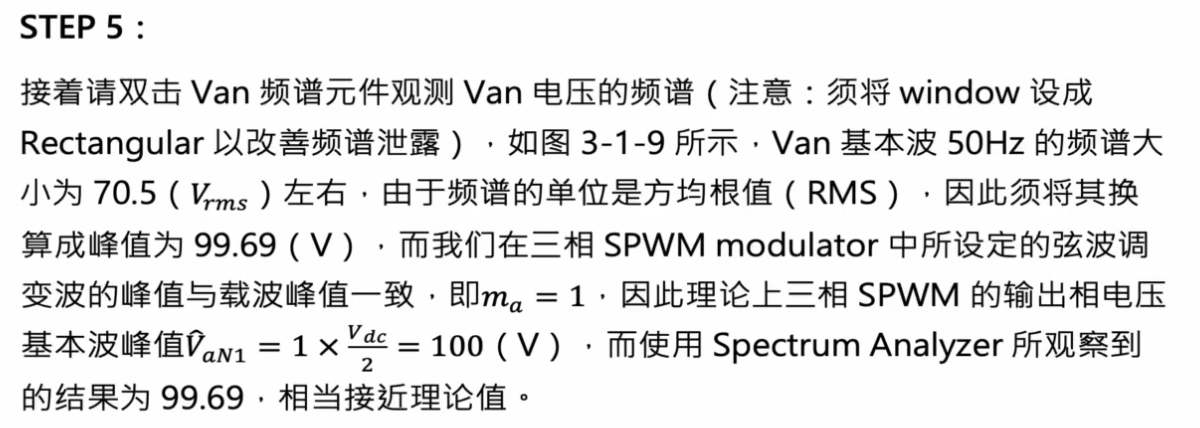 STEP 5：
接着请双击 Van 频谱元件观测 Van 电压的频谱（注意：须将 window 设成
Rectangular 以改善频谱泄露），如图 3-1-9 所示，Van 基本波 50Hz 的频谱大
小为 70.5（V_{rms}）左右，由于频谱的单位是方均根值（RMS），因此须将其换
算成峰值为 99.69（V），而我们在三相 SPWM modulator 中所设定的弦波调
变波的峰值与载波峰值一致，即m_a = 1，因此理论上三相 SPWM 的输出相电压
基本波峰值V̂_{aN1} = 1 × \frac{V_{dc}}{2} = 100（V），而使用 Spectrum Analyzer 所观察到
的结果为 99.69，相当接近理论值。